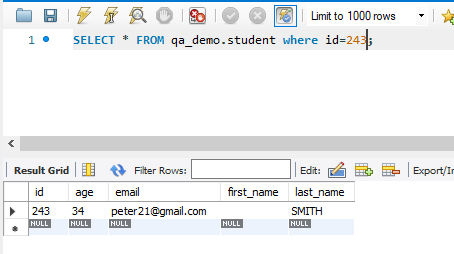 Limit to 1000 rows
1 SELECT * FROM qa_demo.student where id=243;
Result Grid Filter Rows: Edit: Export/In
id age email first_name last_name
243 34 peter21@gmail.com SMITH
NULL NULL NULL NULL NULL